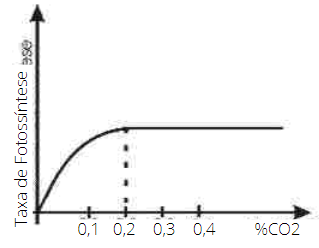 Taxa de Fotossíntese
0,1 0,2 0,3 0,4 %CO2